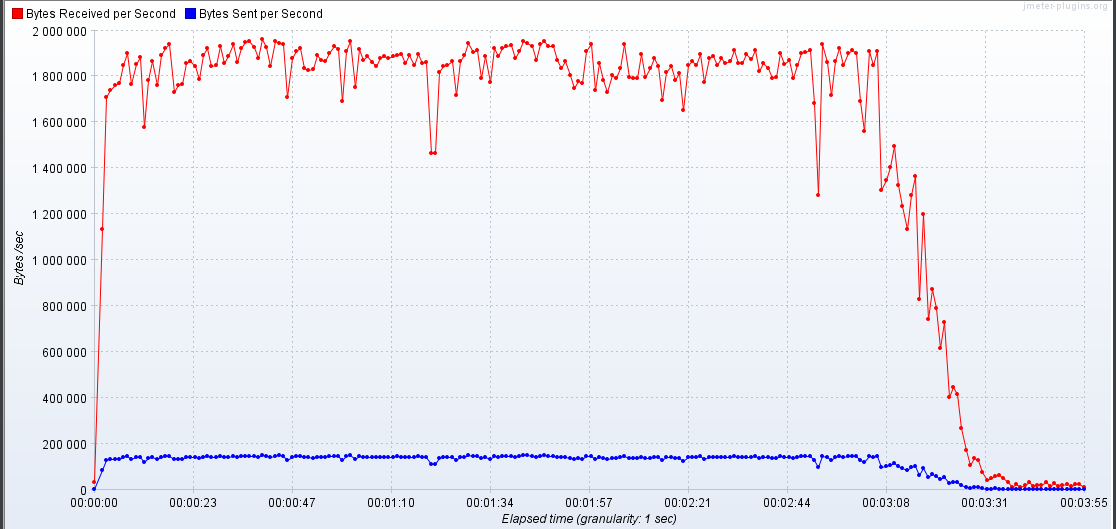 jmeter-plugins.org
Bytes Received per Second Bytes Sent per Second
2 000 000
1 800 000
1 600 000
1 400 000
1 200 000
1 000 000
800 000
600 000
400 000
200 000
0
Bytes /sec
00:00:00 00:00:23 00:00:47 00:01:10 00:01:34 00:01:57 00:02:21 00:02:44 00:03:08 00:03:31 00:03:55
Elapsed time (granularity: 1 sec)